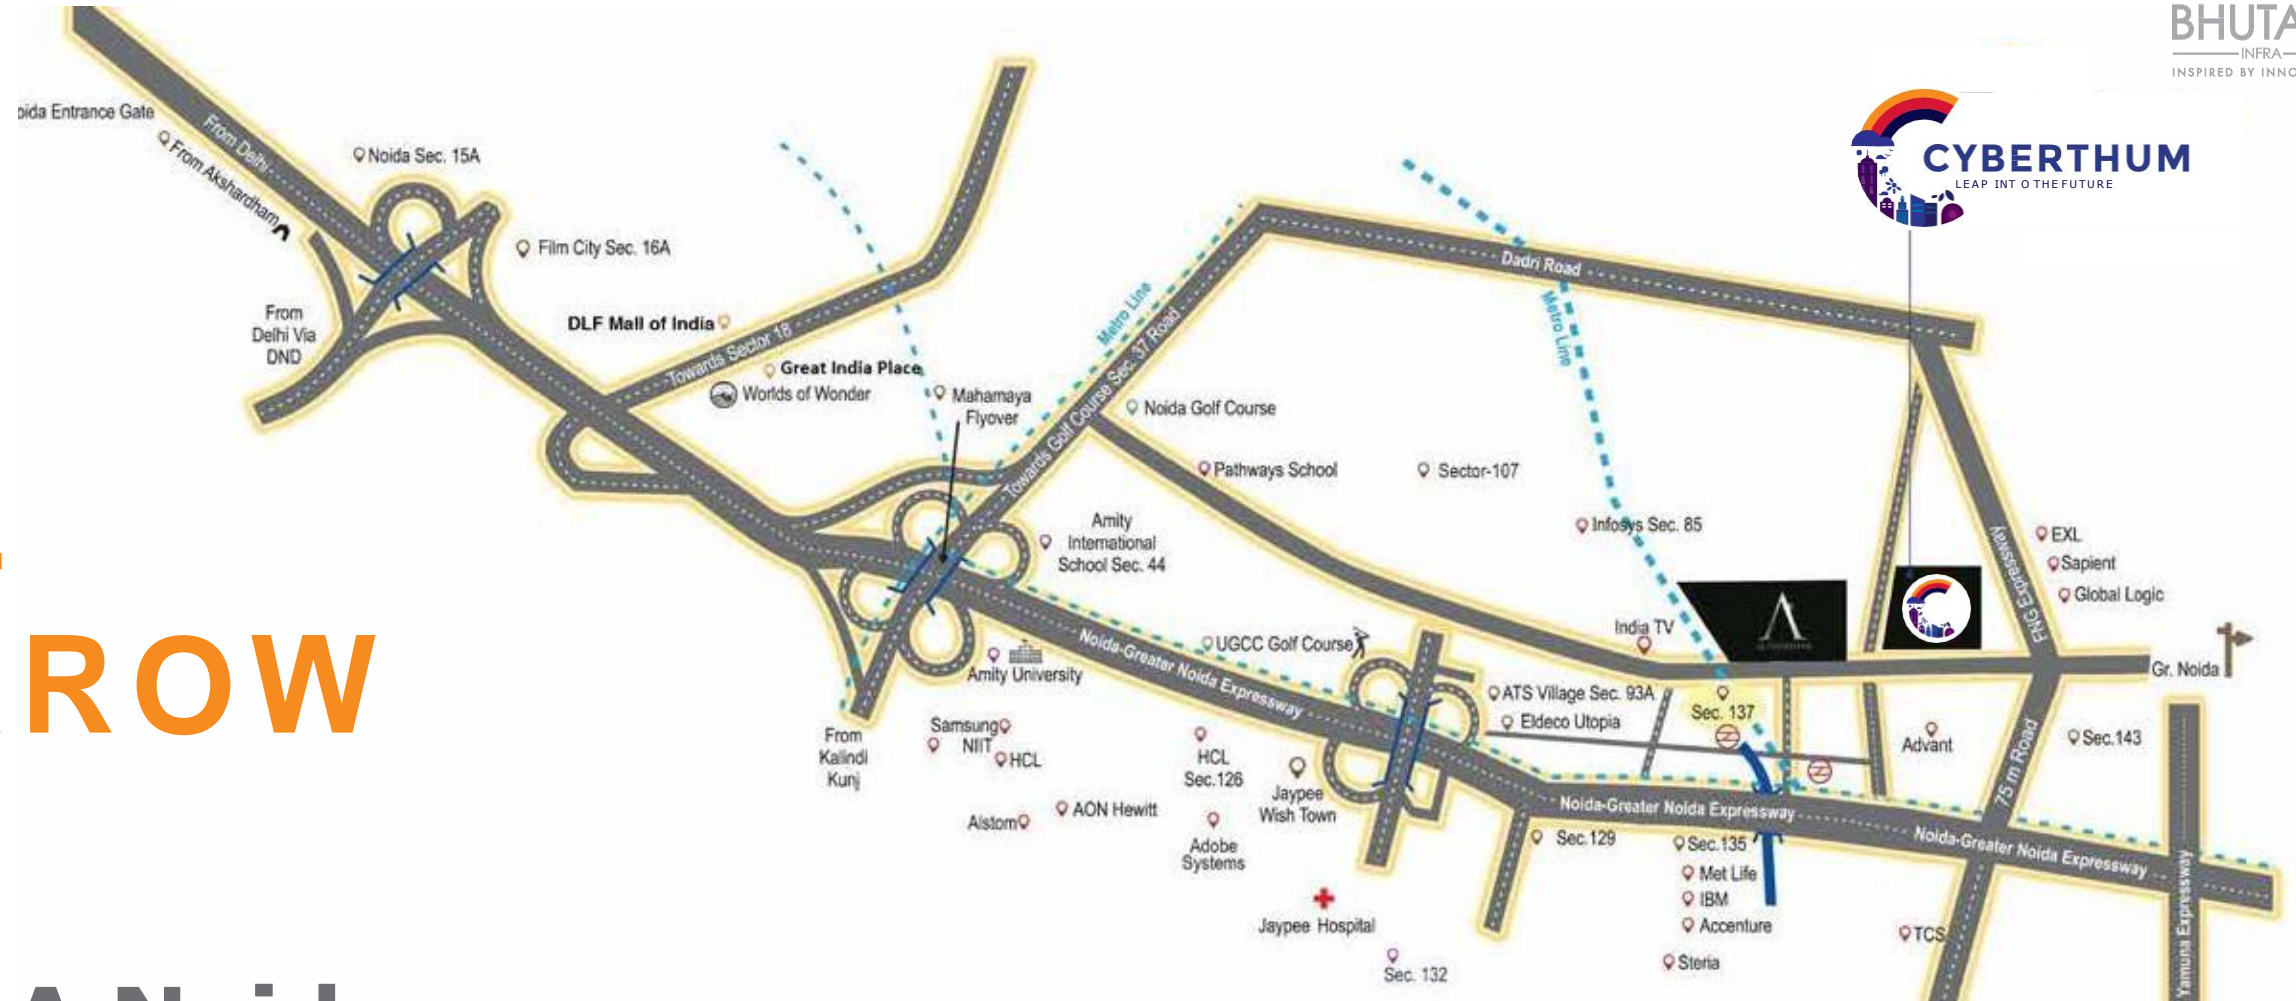 BHUTA
INFRA
INSPIRED BY INNO
CYBERTHUM
LEAP INT O THE FUTURE
oida Entrance Gate
From Akshardham
From Delhi
Noida Sec. 15A
Film City Sec. 16A
From
Delhi Via
DND
DLF Mall of India
Towards Sector 18
Great India Place
Worlds of Wonder
Mahamaya
Flyover
Metro Line
Towards Golf Course Sec. 37 Road
Dadri Road
Metro Line
Noida Golf Course
Pathways School
Sector-107
Infosys Sec. 85
Amity
International
School Sec. 44
EXL
Sapient
Global Logic
FNG Expressway
India TV
UGCC Golf Course
Noida-Greater Noida Expressway
Amity University
Gr. Noida
ATS Village Sec. 93A
Eldeco Utopia
Sec. 137
Advant
Sec.143
75 m Road
ROW
From
Kalindi
Kunj
Samsung
NIIT
HCL
HCL
Sec.126
Jaypee
Wish Town
Alstom
AON Hewitt
Adobe
Systems
Noida-Greater Noida Expressway
Noida-Greater Noida Expressway
Sec.129
Sec.135
Met Life
IBM
Accenture
Steria
Jaypee Hospital
Sec. 132
TCS
Yamuna Expressway